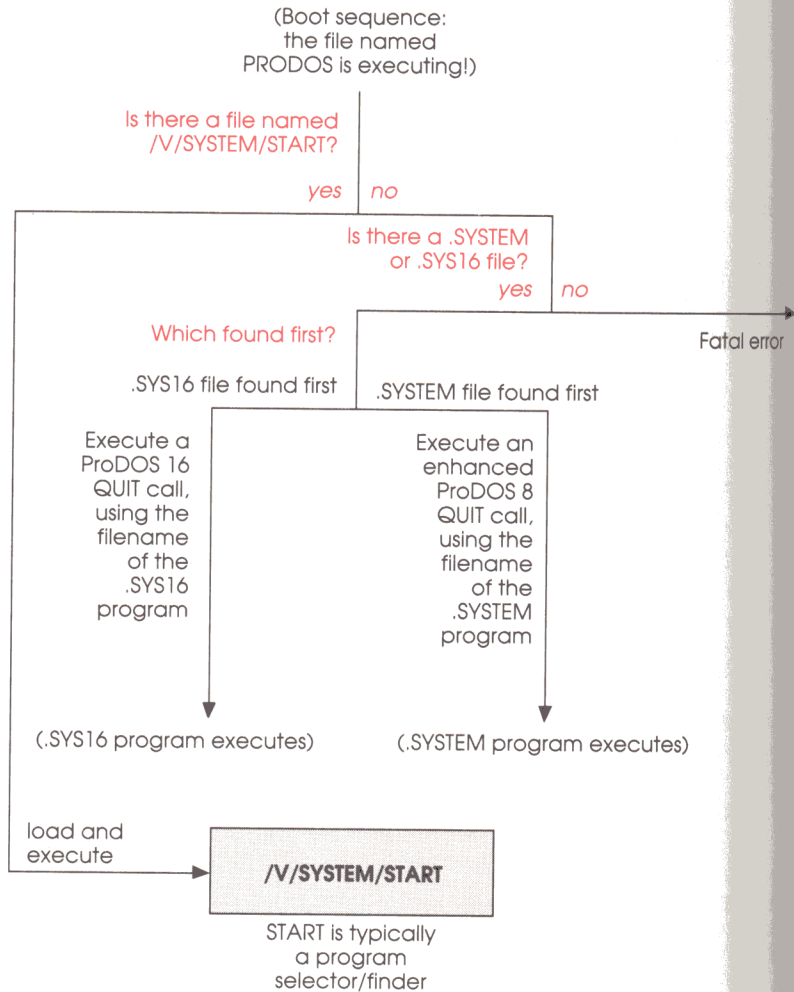 (Boot sequence:
the file named
PRODOS is executing!)
Is there a file named
/V/SYSTEM/START?
yes
no
Is there a .SYSTEM
or .SYS16 file?
yes
no
Fatal error
Which found first?
.SYS16 file found first
.SYSTEM file found first
Execute a
ProDOS 16
QUIT call,
using the
filename
of the
.SYS16
program
Execute an
enhanced
ProDOS 8
QUIT call,
using the
filename
of the
.SYSTEM
program
(.SYS16 program executes)
(.SYSTEM program executes)
load and
execute
/V/SYSTEM/START
START is typically
a program
selector/finder